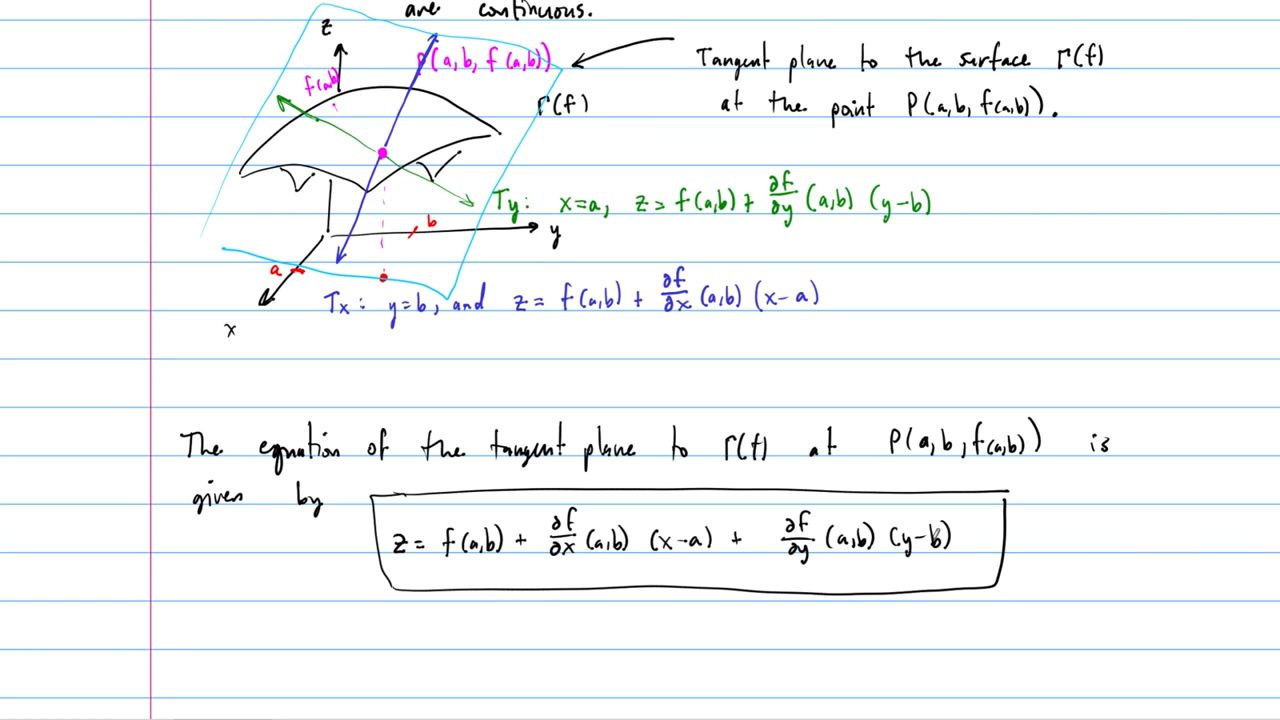 are continuous.
z
P(a,b, f(a,b))
f(a,b)
Γ(f)
Tangent plane to the surface Γ(f)
at the point P(a,b,f(a,b)).
Ty: x=a, z= f(a,b)+ ∂f/∂y (a,b) (y-b)
b
y
a
x
Tx: y=b, and z= f(a,b) + ∂f/∂x (a,b) (x-a)
The equation of the tangent plane to Γ(f) at P(a,b,f(a,b)) is
given by
z= f(a,b) + ∂f/∂x (a,b) (x-a) + ∂f/∂y (a,b) (y-b)